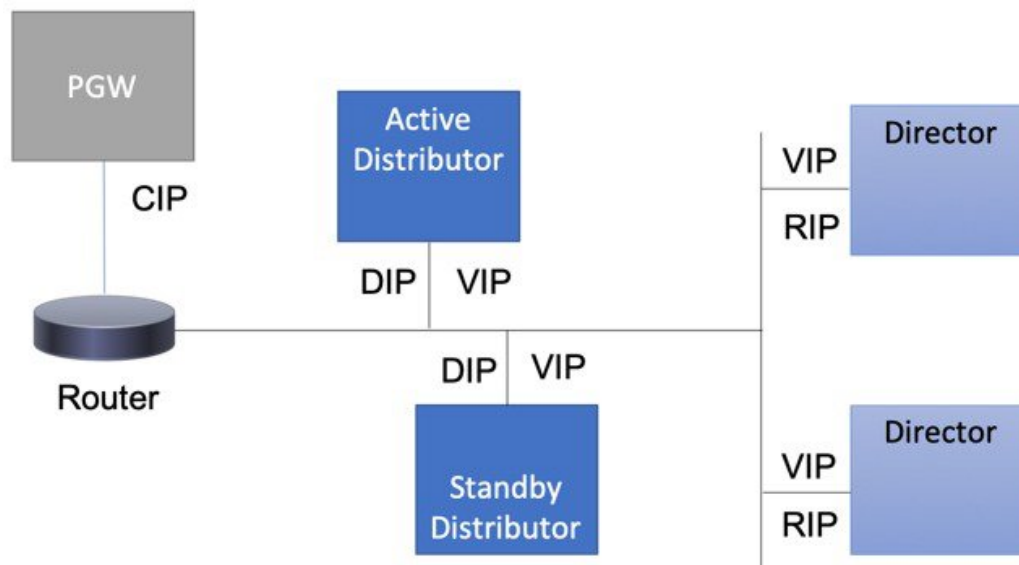 PGW
CIP
Router
Active
Distributor
DIP VIP
DIP VIP
Standby
Distributor
VIP
RIP
Director
VIP
RIP
Director